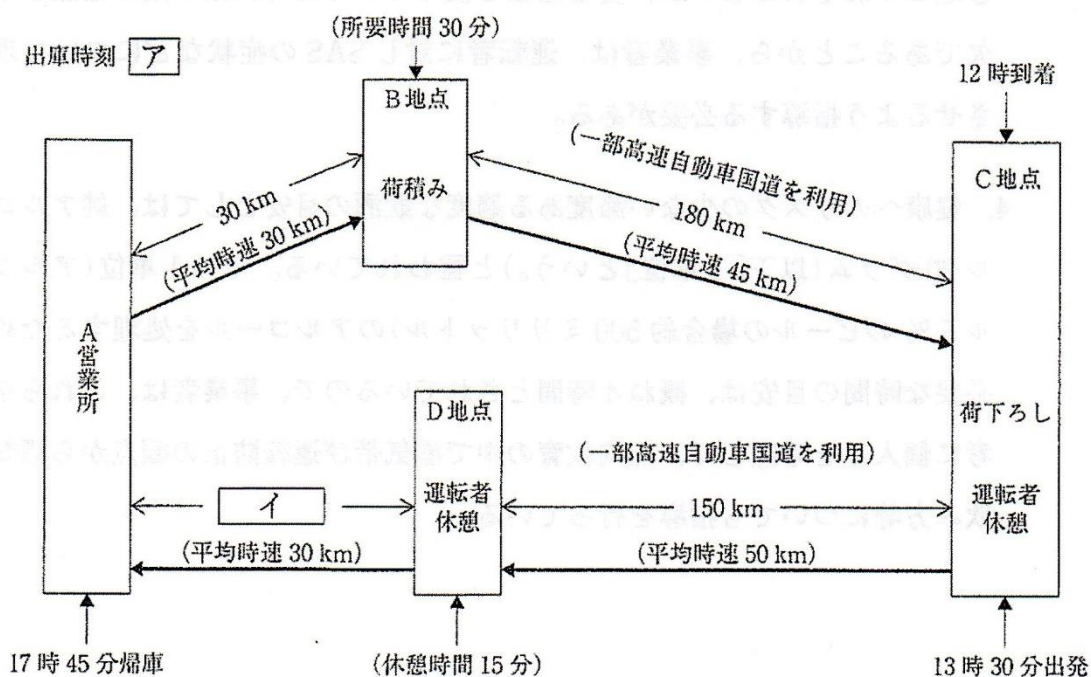 (所要時間 30 分)
出庫時刻 ア
12 時到着
B地点
荷積み
(一部高速自動車国道を利用)
C地点
30 km
180 km
(平均時速 30 km)
(平均時速 45 km)
A営業所
D地点
荷下ろし
(一部高速自動車国道を利用)
イ
運転者
休憩
150 km
運転者
休憩
(平均時速 30 km)
(平均時速 50 km)
17 時 45 分帰庫
(休憩時間 15 分)
13 時 30 分出発